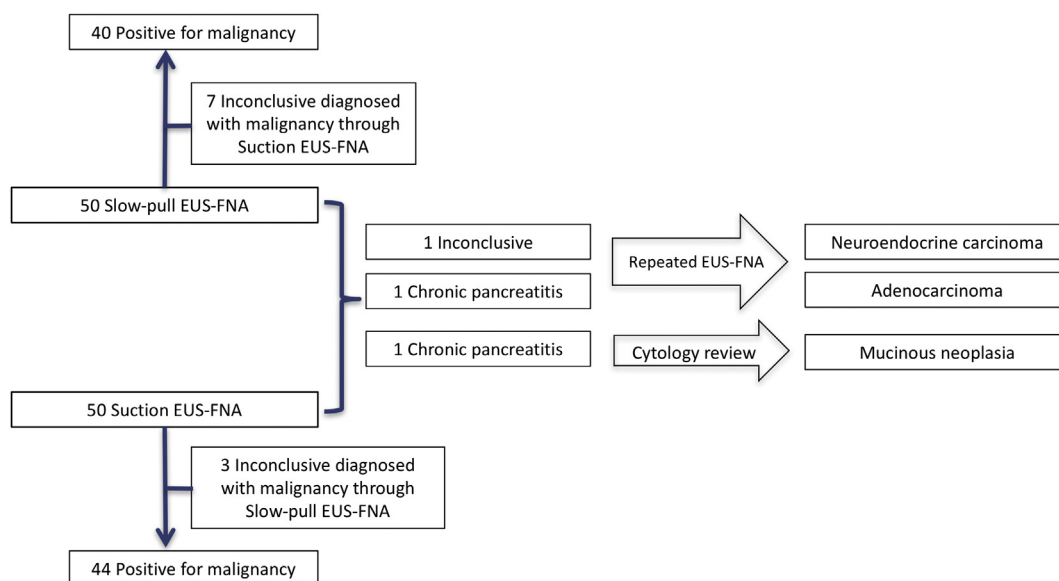 40 Positive for malignancy
7 Inconclusive diagnosed
with malignancy through
Suction EUS-FNA
50 Slow-pull EUS-FNA
1 Inconclusive
Repeated EUS-FNA
Neuroendocrine carcinoma
1 Chronic pancreatitis
Adenocarcinoma
1 Chronic pancreatitis
Cytology review
Mucinous neoplasia
50 Suction EUS-FNA
3 Inconclusive diagnosed
with malignancy through
Slow-pull EUS-FNA
44 Positive for malignancy